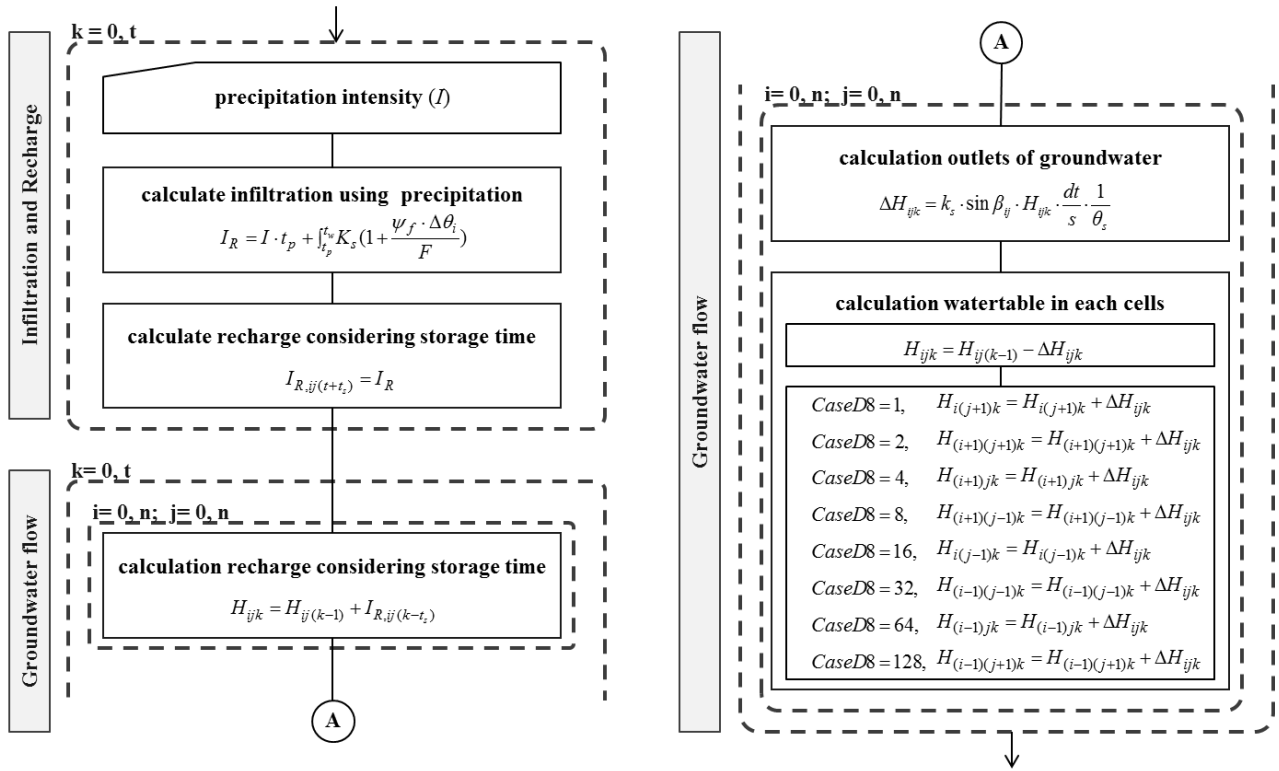 k = 0, t
Infiltration and Recharge
precipitation intensity (I)
calculate infiltration using precipitation
I_R = I · t_p + ∫_{t_p}^{t_w} K_s(1 + ψ_f · Δθ_i / F)
calculate recharge considering storage time
I_{R,ij(t+t_s)} = I_R
Groundwater flow
k= 0, t
i= 0, n; j= 0, n
calculation recharge considering storage time
H_{ijk} = H_{ij(k-1)} + I_{R,ij(k-t_s)}
A
Groundwater flow
A
i= 0, n; j= 0, n
calculation outlets of groundwater
ΔH_{ijk} = k_s · sin β_{ij} · H_{ijk} · dt/s · 1/θ_s
calculation watertable in each cells
H_{ijk} = H_{ij(k-1)} − ΔH_{ijk}
CaseD8 = 1, H_{i(j+1)k} = H_{i(j+1)k} + ΔH_{ijk}
CaseD8 = 2, H_{(i+1)(j+1)k} = H_{(i+1)(j+1)k} + ΔH_{ijk}
CaseD8 = 4, H_{(i+1)jk} = H_{(i+1)jk} + ΔH_{ijk}
CaseD8 = 8, H_{(i+1)(j-1)k} = H_{(i+1)(j-1)k} + ΔH_{ijk}
CaseD8 = 16, H_{i(j-1)k} = H_{i(j-1)k} + ΔH_{ijk}
CaseD8 = 32, H_{(i-1)(j-1)k} = H_{(i-1)(j-1)k} + ΔH_{ijk}
CaseD8 = 64, H_{(i-1)jk} = H_{(i-1)jk} + ΔH_{ijk}
CaseD8 = 128, H_{(i-1)(j+1)k} = H_{(i-1)(j+1)k} + ΔH_{ijk}